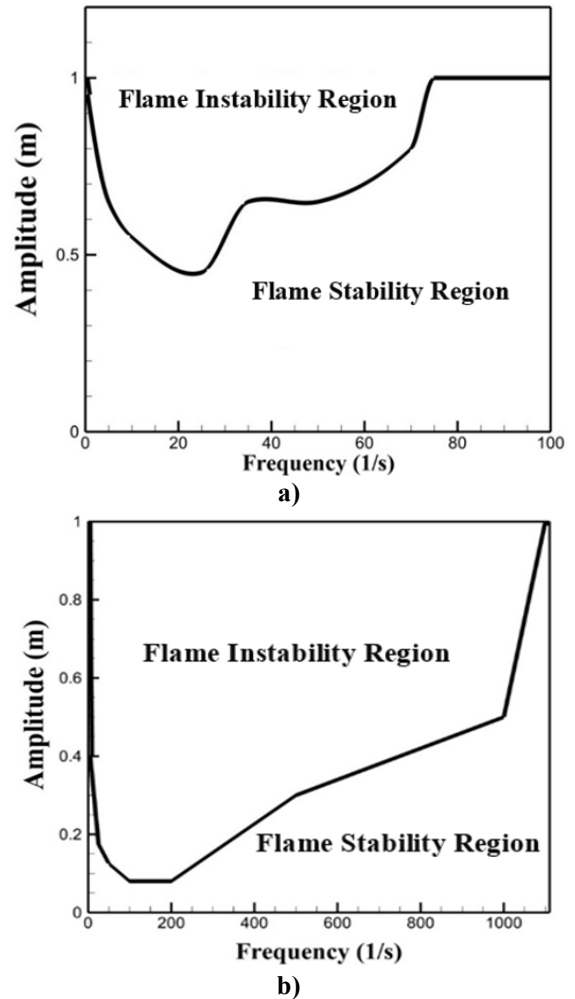 1
Flame Instability Region
Amplitude (m)
0.5
Flame Stability Region
0
0 20 40 60 80 100
Frequency (1/s)
a)
1
0.8
Flame Instability Region
0.6
Amplitude (m)
0.4
0.2
Flame Stability Region
0
0 200 400 600 800 1000
Frequency (1/s)
b)